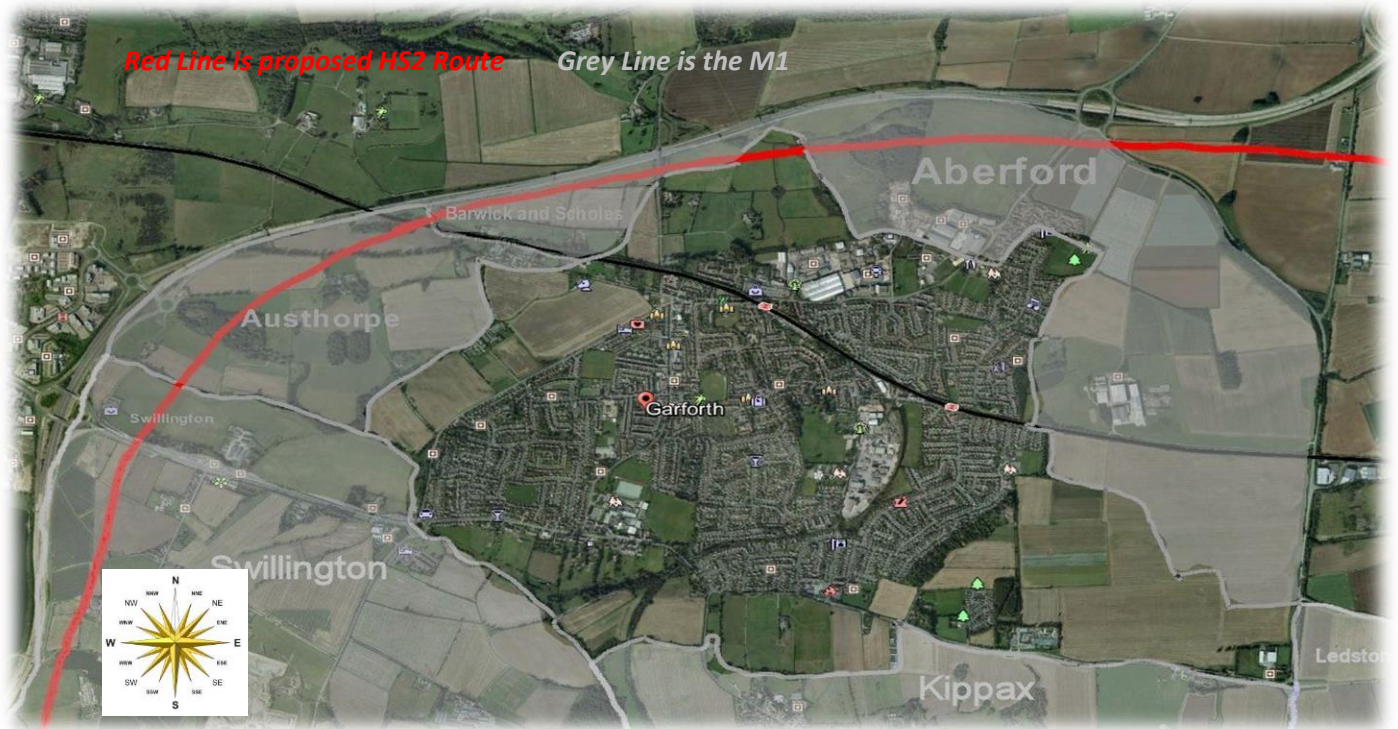 Red Line is proposed HS2 Route Grey Line is the M1
Aberford
Barwick and Scholes
Austhorpe
Garforth
Swillington
Swillington
Kippax
Ledston
N
NNW NNE
NW NE
WNW ENE
W E
WSW ESE
SW SE
SSW SSE
S